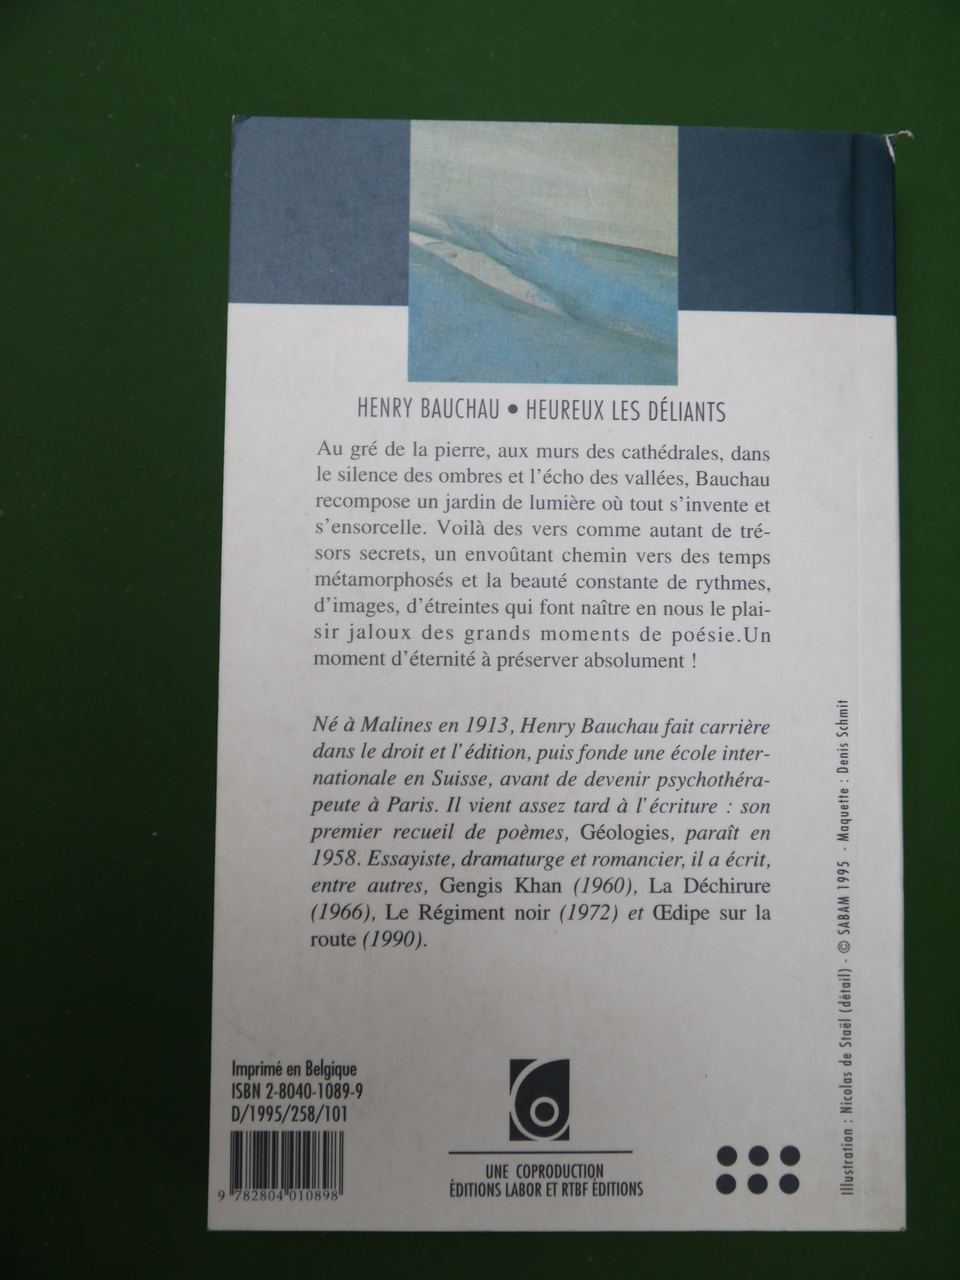 HENRY BAUCHAU • HEUREUX LES DÉLIANTS
Au gré de la pierre, aux murs des cathédrales, dans
le silence des ombres et l'écho des vallées, Bauchau
recompose un jardin de lumière où tout s'invente et
s'ensorcelle. Voilà des vers comme autant de tré-
sors secrets, un envoûtant chemin vers des temps
métamorphosés et la beauté constante de rythmes,
d'images, d'étreintes qui font naître en nous le plai-
sir jaloux des grands moments de poésie.Un
moment d'éternité à préserver absolument !
Né à Malines en 1913, Henry Bauchau fait carrière
dans le droit et l'édition, puis fonde une école inter-
nationale en Suisse, avant de devenir psychothéra-
peute à Paris. Il vient assez tard à l'écriture : son
premier recueil de poèmes, Géologies, paraît en
1958. Essayiste, dramaturge et romancier, il a écrit,
entre autres, Gengis Khan (1960), La Déchirure
(1966), Le Régiment noir (1972) et Œdipe sur la
route (1990).
Illustration : Nicolas de Staël (détail) - © SABAM 1995 - Maquette : Denis Schmit
Imprimé en Belgique
ISBN 2-8040-1089-9
D/1995/258/101
9 782804 010898
UNE COPRODUCTION
ÉDITIONS LABOR ET RTBF ÉDITIONS